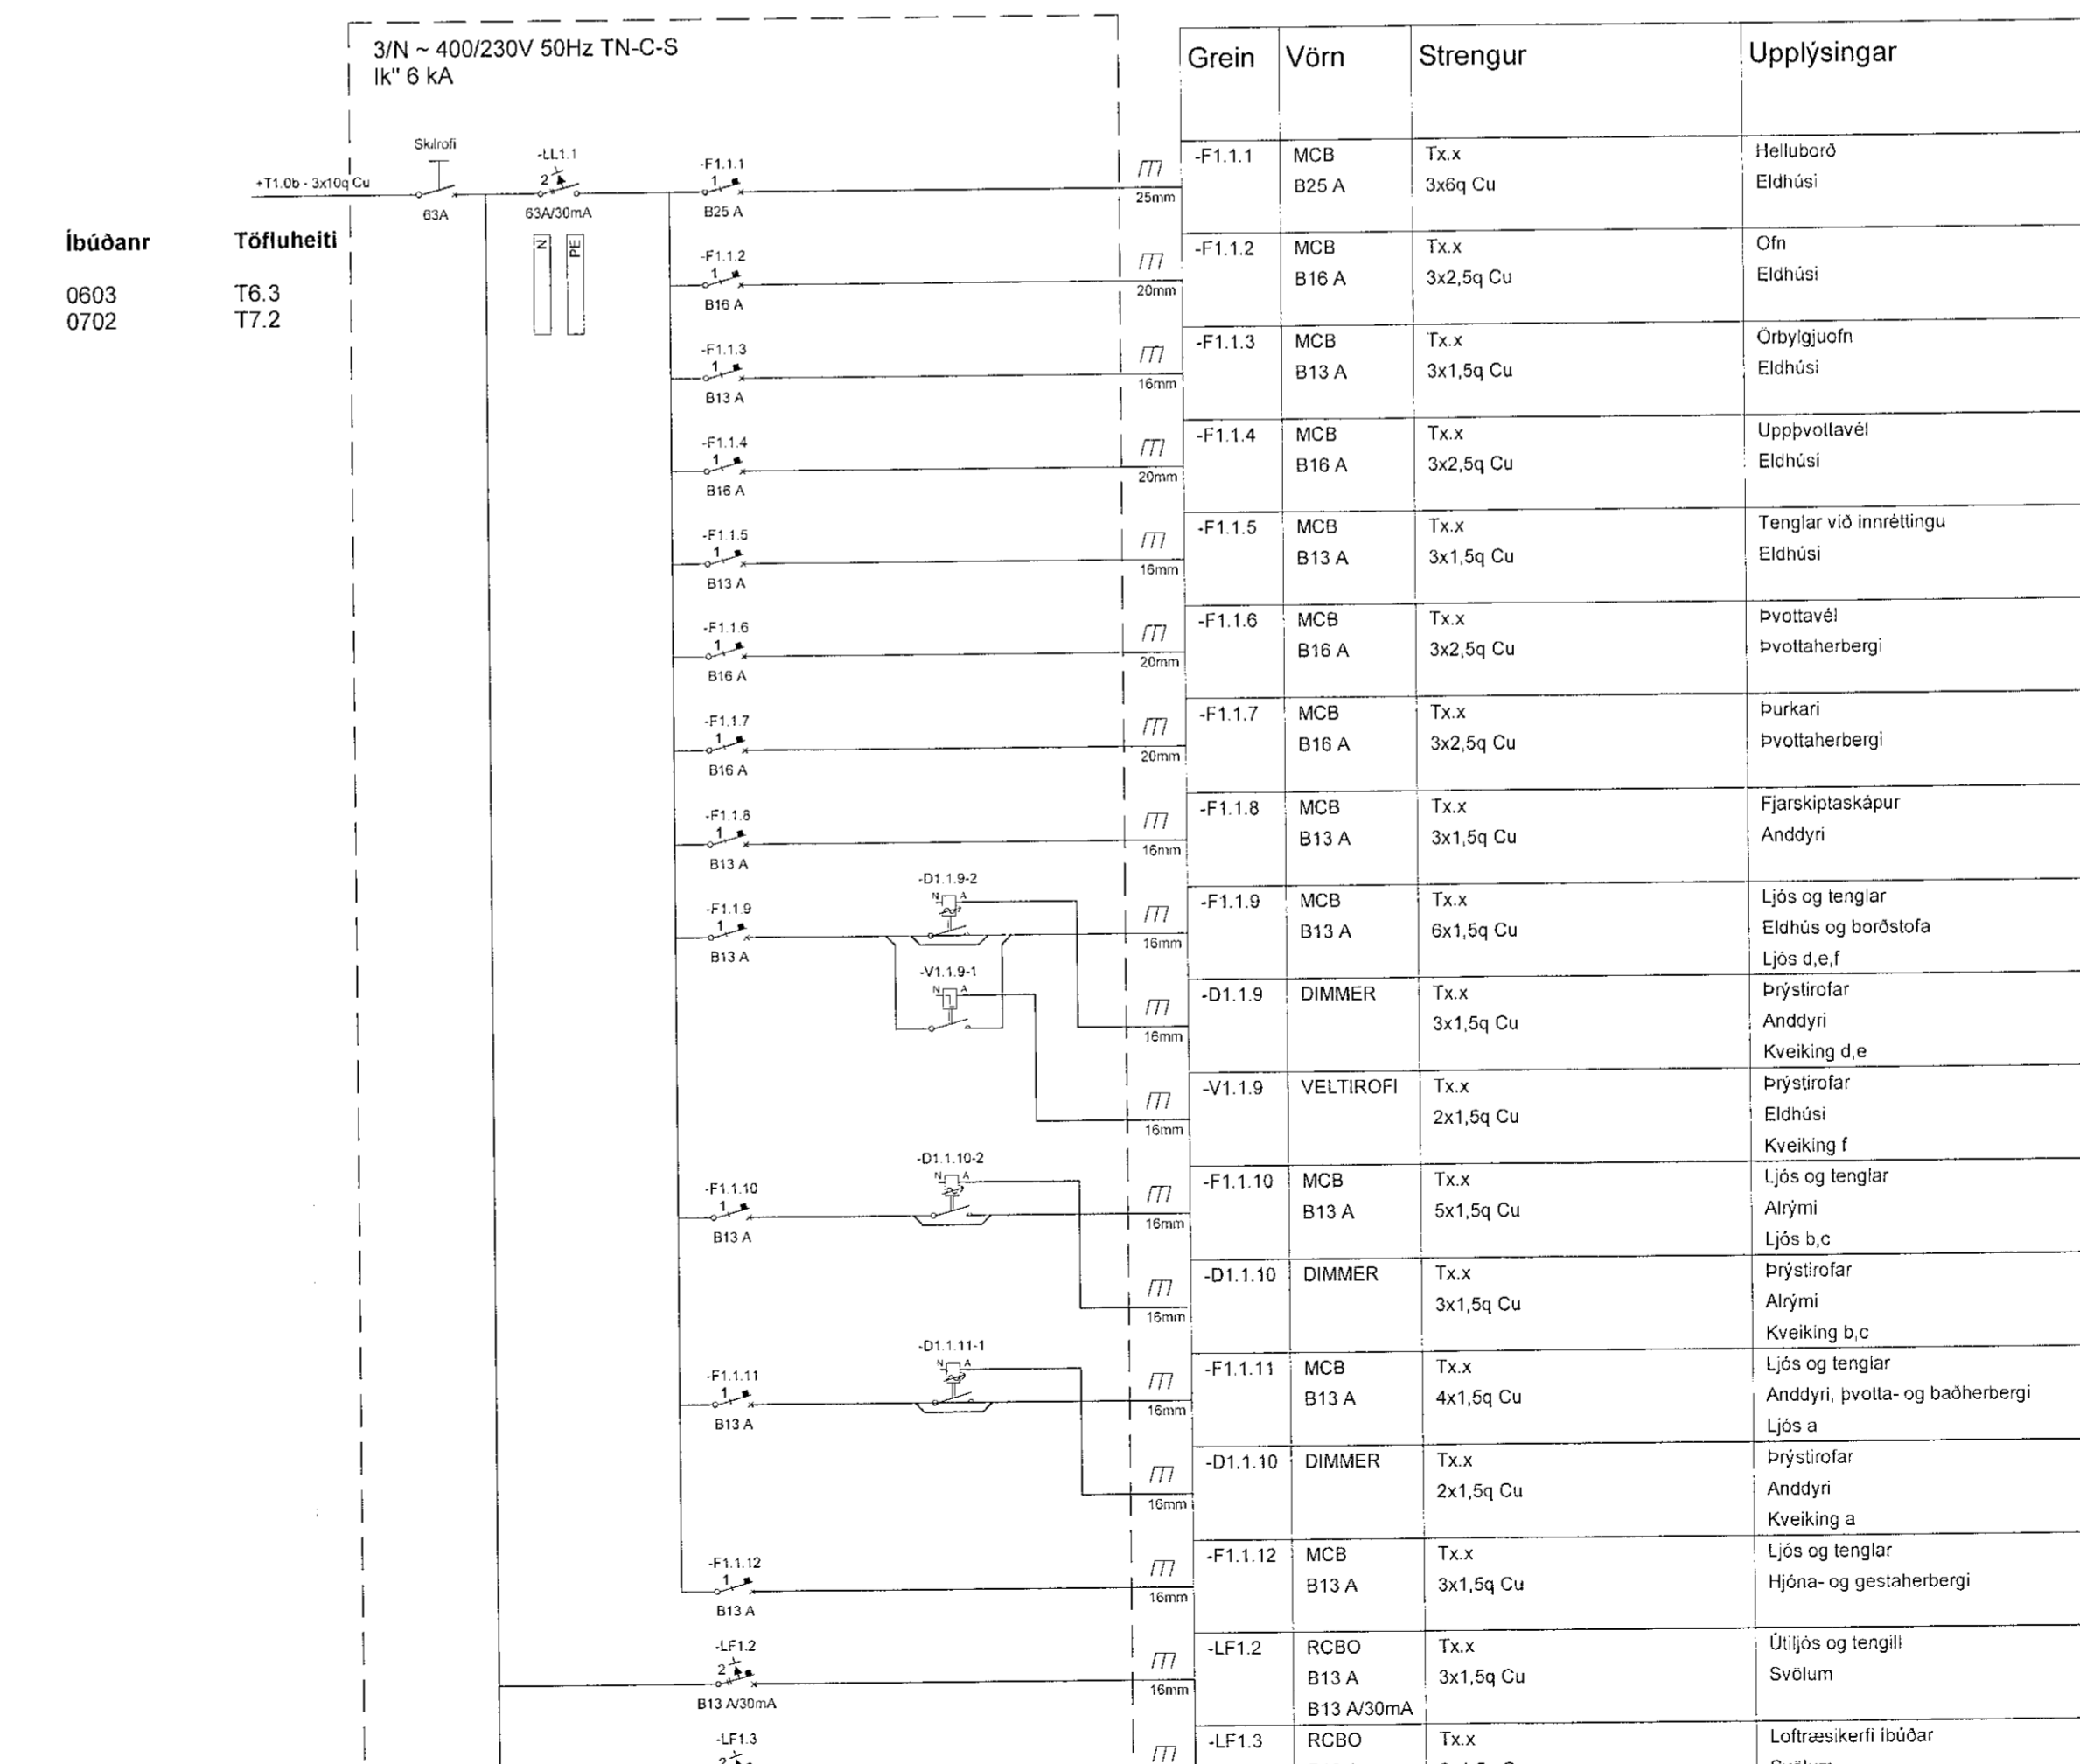 3/N ~ 400/230V 50Hz TN-C-S
Ik" 6 kA
Skilrofi
+T1.0b - 3x10q Cu
63A
-LL1.1
2
63A/30mA
N
PE
Íbúðanr Töfluheiti
0603 T6.3
0702 T7.2
-F1.1.1
1
B25 A
25mm
-F1.1.2
1
B16 A
20mm
-F1.1.3
1
B13 A
16mm
-F1.1.4
1
B16 A
20mm
-F1.1.5
1
B13 A
16mm
-F1.1.6
1
B16 A
20mm
-F1.1.7
1
B16 A
20mm
-F1.1.8
1
B13 A
16mm
-D1.1.9-2
N A
-F1.1.9
1
B13 A
16mm
-V1.1.9-1
N A
16mm
16mm
-D1.1.10-2
N A
-F1.1.10
1
B13 A
16mm
16mm
-D1.1.11-1
N A
-F1.1.11
1
B13 A
16mm
16mm
-F1.1.12
1
B13 A
16mm
-LF1.2
2
B13 A/30mA
16mm
-LF1.3
2
Grein Vörn Strengur Upplýsingar
-F1.1.1 MCB Tx.x Helluborð
B25 A 3x6q Cu Eldhúsi
-F1.1.2 MCB Tx.x Ofn
B16 A 3x2,5q Cu Eldhúsi
-F1.1.3 MCB Tx.x Örbylgjuofn
B13 A 3x1,5q Cu Eldhúsi
-F1.1.4 MCB Tx.x Uppþvottavél
B16 A 3x2,5q Cu Eldhúsi
-F1.1.5 MCB Tx.x Tenglar við innréttingu
B13 A 3x1,5q Cu Eldhúsi
-F1.1.6 MCB Tx.x Þvottavél
B16 A 3x2,5q Cu Þvottaherbergi
-F1.1.7 MCB Tx.x Þurkari
B16 A 3x2,5q Cu Þvottaherbergi
-F1.1.8 MCB Tx.x Fjarskiptaskápur
B13 A 3x1,5q Cu Anddyri
-F1.1.9 MCB Tx.x Ljós og tenglar
B13 A 6x1,5q Cu Eldhús og borðstofa
Ljós d,e,f
-D1.1.9 DIMMER Tx.x Þrýstirofar
3x1,5q Cu Anddyri
Kveiking d,e
-V1.1.9 VELTIROFI Tx.x Þrýstirofar
2x1,5q Cu Eldhúsi
Kveiking f
-F1.1.10 MCB Tx.x Ljós og tenglar
B13 A 5x1,5q Cu Alrými
Ljós b,c
-D1.1.10 DIMMER Tx.x Þrýstirofar
3x1,5q Cu Alrými
Kveiking b,c
-F1.1.11 MCB Tx.x Ljós og tenglar
B13 A 4x1,5q Cu Anddyri, þvotta- og baðherbergi
Ljós a
-D1.1.10 DIMMER Tx.x Þrýstirofar
2x1,5q Cu Anddyri
Kveiking a
-F1.1.12 MCB Tx.x Ljós og tenglar
B13 A 3x1,5q Cu Hjóna- og gestaherbergi
-LF1.2 RCBO Tx.x Útiljós og tengill
B13 A 3x1,5q Cu Svölum
B13 A/30mA
-LF1.3 RCBO Tx.x Loftræsikerfi íbúðar